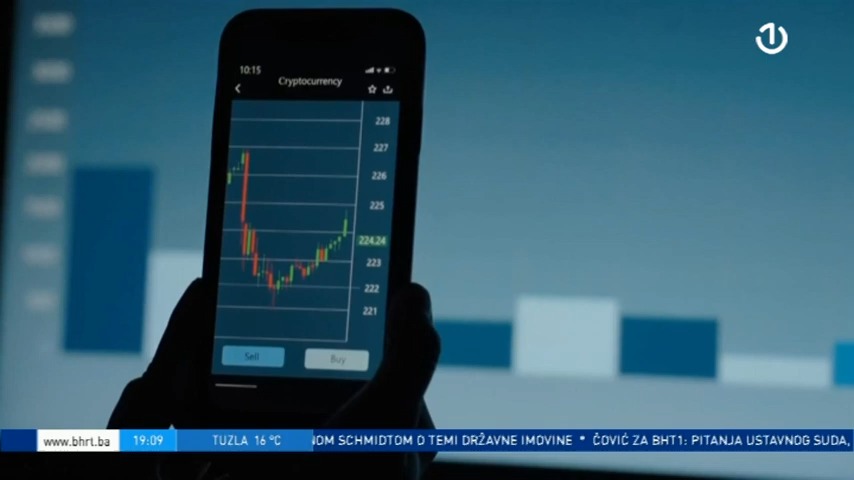 10:15
Cryptocurrency
228
227
226
225
224,24
223
222
221
Sell
Buy
www.bhrt.ba
19:09
TUZLA 16 °C
NOM SCHMIDTOM O TEMI DRŽAVNE IMOVINE * ČOVIĆ ZA BHT1: PITANJA USTAVNOG SUDA,